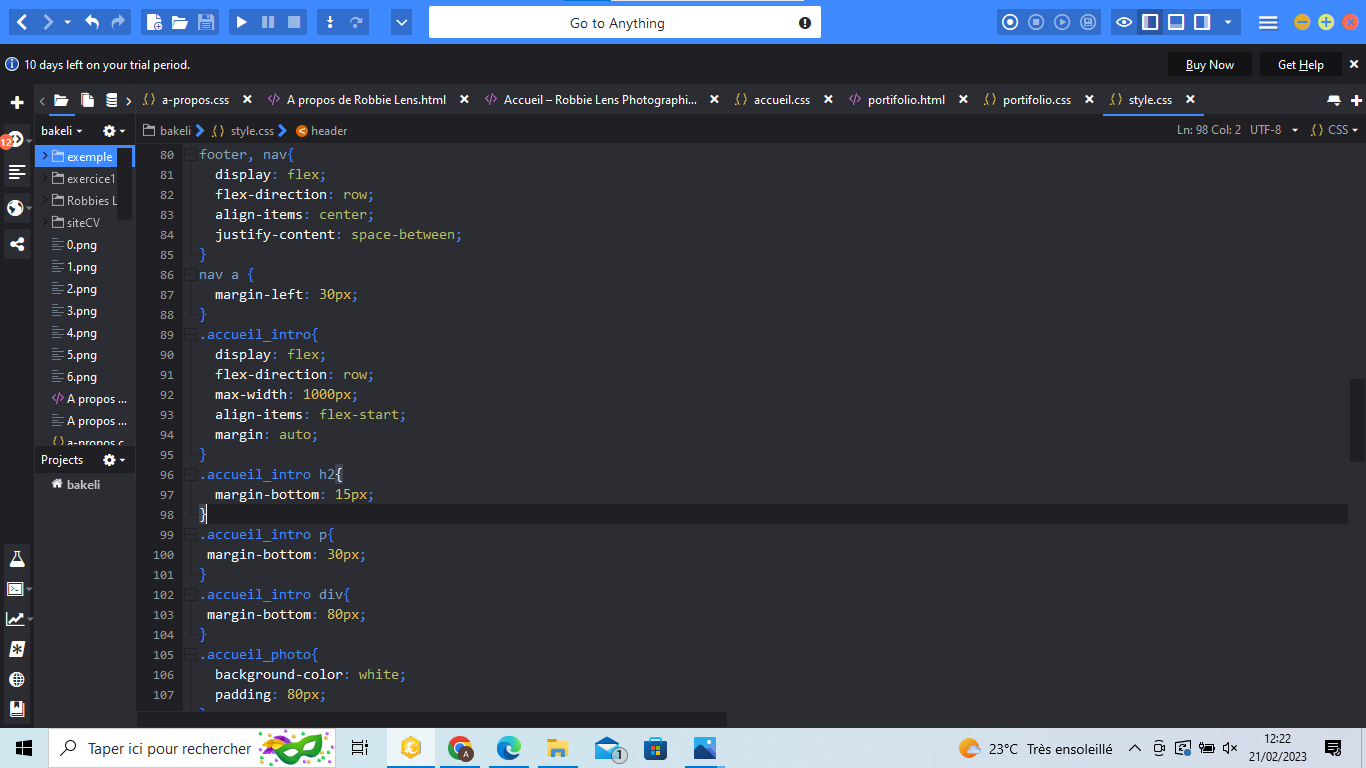 Go to Anything
10 days left on your trial period.
Buy Now
Get Help
a-propos.css
A propos de Robbie Lens.html
Accueil – Robbie Lens Photographi...
accueil.css
portifolio.html
portifolio.css
style.css
bakeli
bakeli
style.css
header
Ln: 98 Col: 2
UTF-8
CSS
12
exemple
exercice1
Robbies L
siteCV
0.png
1.png
2.png
3.png
4.png
5.png
6.png
A propos ...
A propos ...
a-propos.c
Projects
bakeli
80 footer, nav{
81 display: flex;
82 flex-direction: row;
83 align-items: center;
84 justify-content: space-between;
85 }
86 nav a {
87 margin-left: 30px;
88 }
89 .accueil_intro{
90 display: flex;
91 flex-direction: row;
92 max-width: 1000px;
93 align-items: flex-start;
94 margin: auto;
95 }
96 .accueil_intro h2{
97 margin-bottom: 15px;
98 }
99 .accueil_intro p{
100 margin-bottom: 30px;
101 }
102 .accueil_intro div{
103 margin-bottom: 80px;
104 }
105 .accueil_photo{
106 background-color: white;
107 padding: 80px;
Taper ici pour rechercher
A
1
23°C Très ensoleillé
12:22
21/02/2023